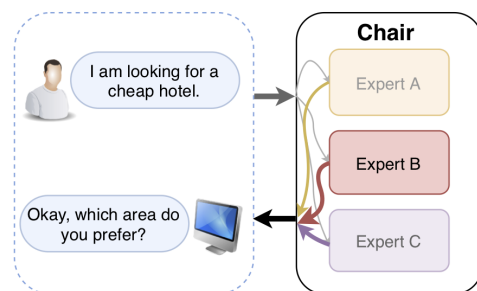 I am looking for a
cheap hotel.
Okay, which area do
you prefer?
Chair
Expert A
Expert B
Expert C